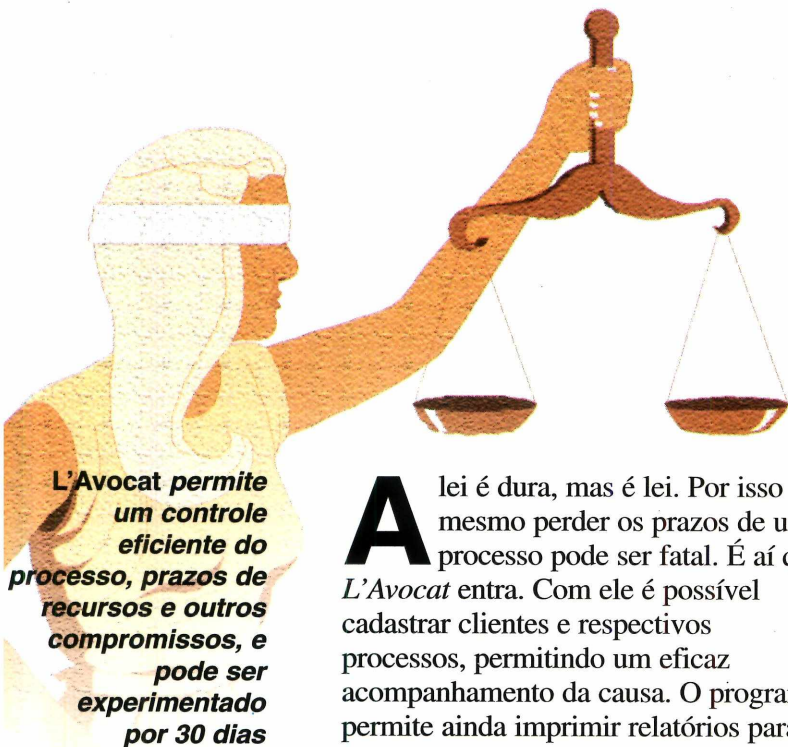 L'Avocat permite
um controle
eficiente do
processo, prazos de
recursos e outros
compromissos, e
pode ser
experimentado
por 30 dias
A lei é dura, mas é lei. Por isso
mesmo perder os prazos de u
processo pode ser fatal. É aí
L'Avocat entra. Com ele é possível
cadastrar clientes e respectivos
processos, permitindo um eficaz
acompanhamento da causa. O progra
permite ainda imprimir relatórios para